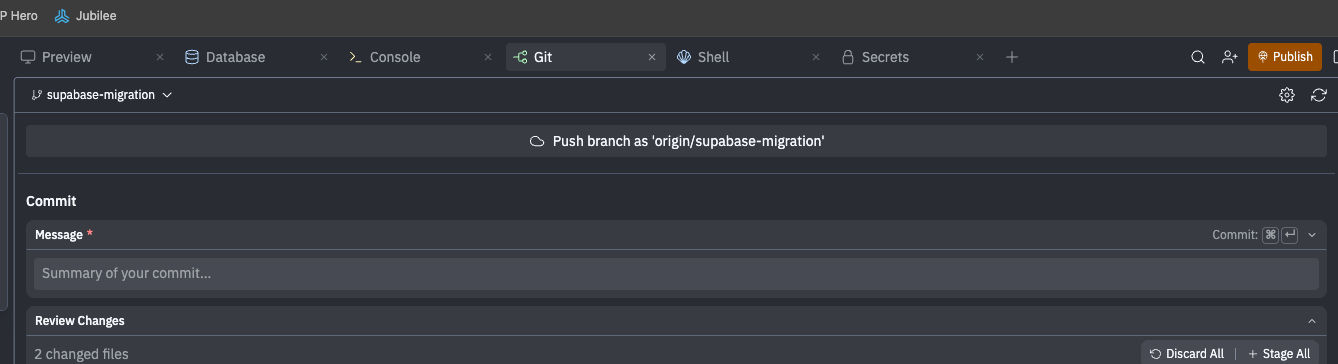 P Hero Jubilee
Preview Database Console Git Shell Secrets Publish
supabase-migration
Push branch as 'origin/supabase-migration'
Commit
Message * Commit: ⌘ ↵
Summary of your commit...
Review Changes
2 changed files Discard All | + Stage All